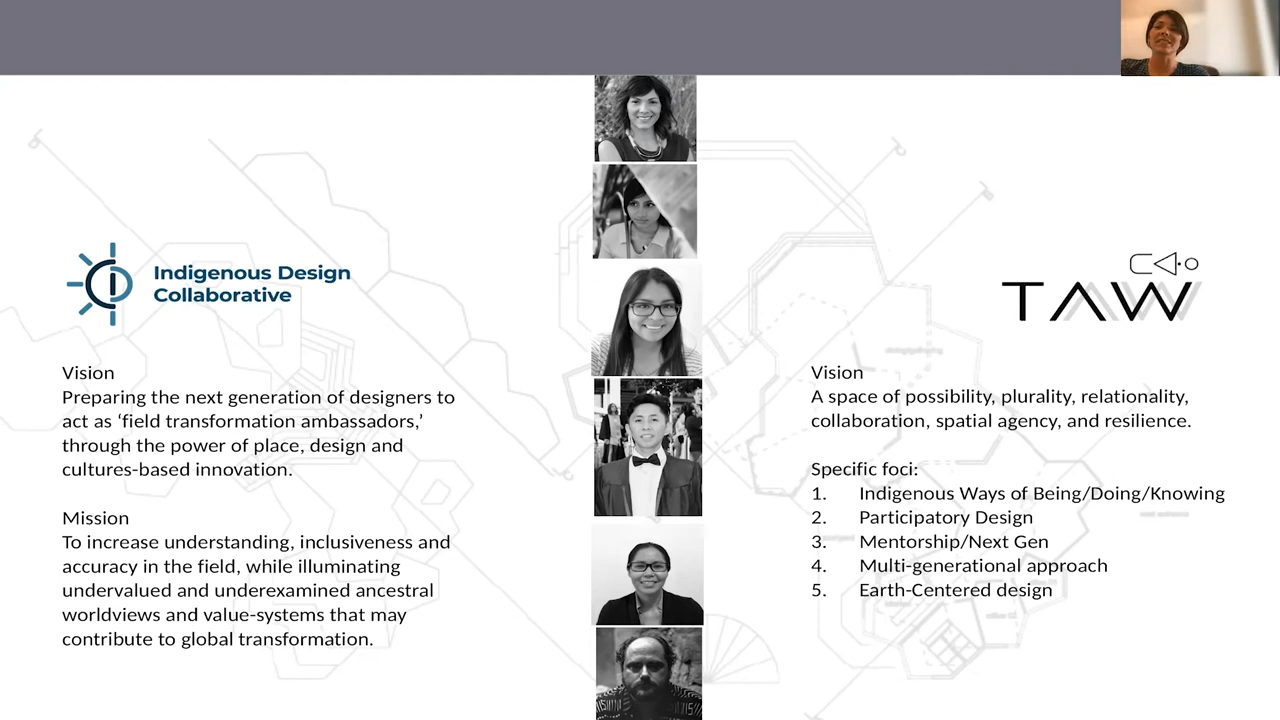 Indigenous Design
Collaborative
Vision
Preparing the next generation of designers to
act as ‘field transformation ambassadors,’
through the power of place, design and
cultures-based innovation.
Mission
To increase understanding, inclusiveness and
accuracy in the field, while illuminating
undervalued and underexamined ancestral
worldviews and value-systems that may
contribute to global transformation.
TAW
Vision
A space of possibility, plurality, relationality,
collaboration, spatial agency, and resilience.
Specific foci:
1. Indigenous Ways of Being/Doing/Knowing
2. Participatory Design
3. Mentorship/Next Gen
4. Multi-generational approach
5. Earth-Centered design